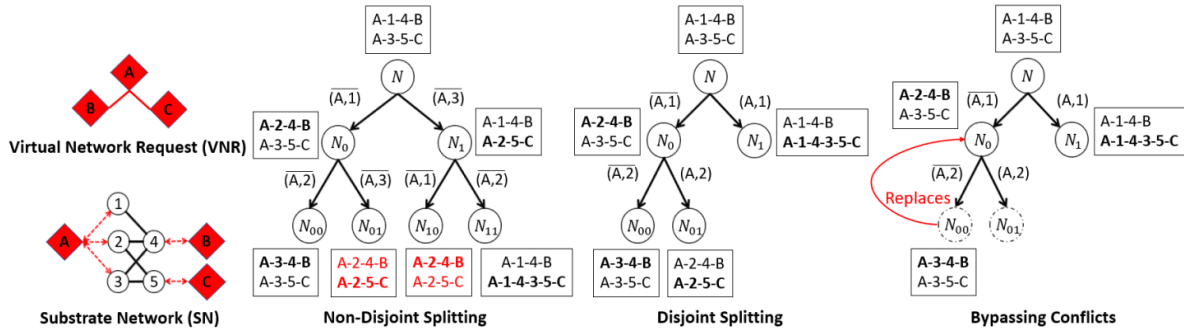 A
B
C
Virtual Network Request (VNR)
1
2
3
4
5
A
B
C
Substrate Network (SN)
A-1-4-B
A-3-5-C
N
(A,1)
(A,3)
A-2-4-B
A-3-5-C
N0
N1
A-1-4-B
A-2-5-C
(A,2)
(A,3)
(A,1)
(A,2)
N00
N01
N10
N11
A-3-4-B
A-3-5-C
A-2-4-B
A-2-5-C
A-2-4-B
A-2-5-C
A-1-4-B
A-1-4-3-5-C
Non-Disjoint Splitting
A-1-4-B
A-3-5-C
N
(A,1)
(A,1)
A-2-4-B
A-3-5-C
N0
N1
A-1-4-B
A-1-4-3-5-C
(A,2)
(A,2)
N00
N01
A-3-4-B
A-3-5-C
A-2-4-B
A-2-5-C
Disjoint Splitting
A-1-4-B
A-3-5-C
N
(A,1)
(A,1)
A-2-4-B
A-3-5-C
N0
N1
A-1-4-B
A-1-4-3-5-C
(A,2)
(A,2)
Replaces
N00
N01
A-3-4-B
A-3-5-C
Bypassing Conflicts